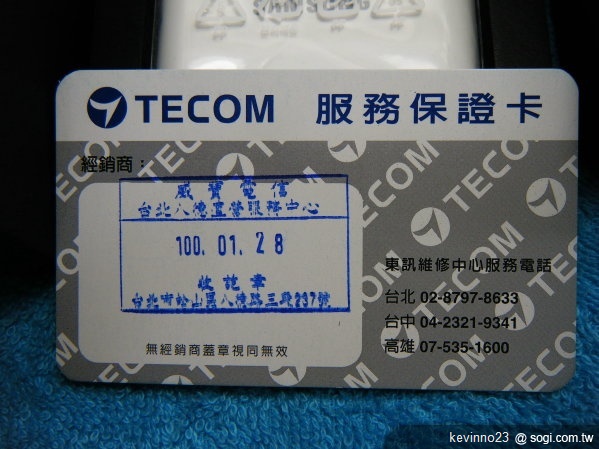 SAMSUNG
TECOM 服務保證卡
經銷商：
威寶電信
台北八德直營服務中心
100. 01. 28
收訖章
台北市松山區八德路三段237號
無經銷商蓋章視同無效
東訊維修中心服務電話
台北 02-8797-8633
台中 04-2321-9341
高雄 07-535-1600
TECOM
kevinno23 @ sogi.com.tw